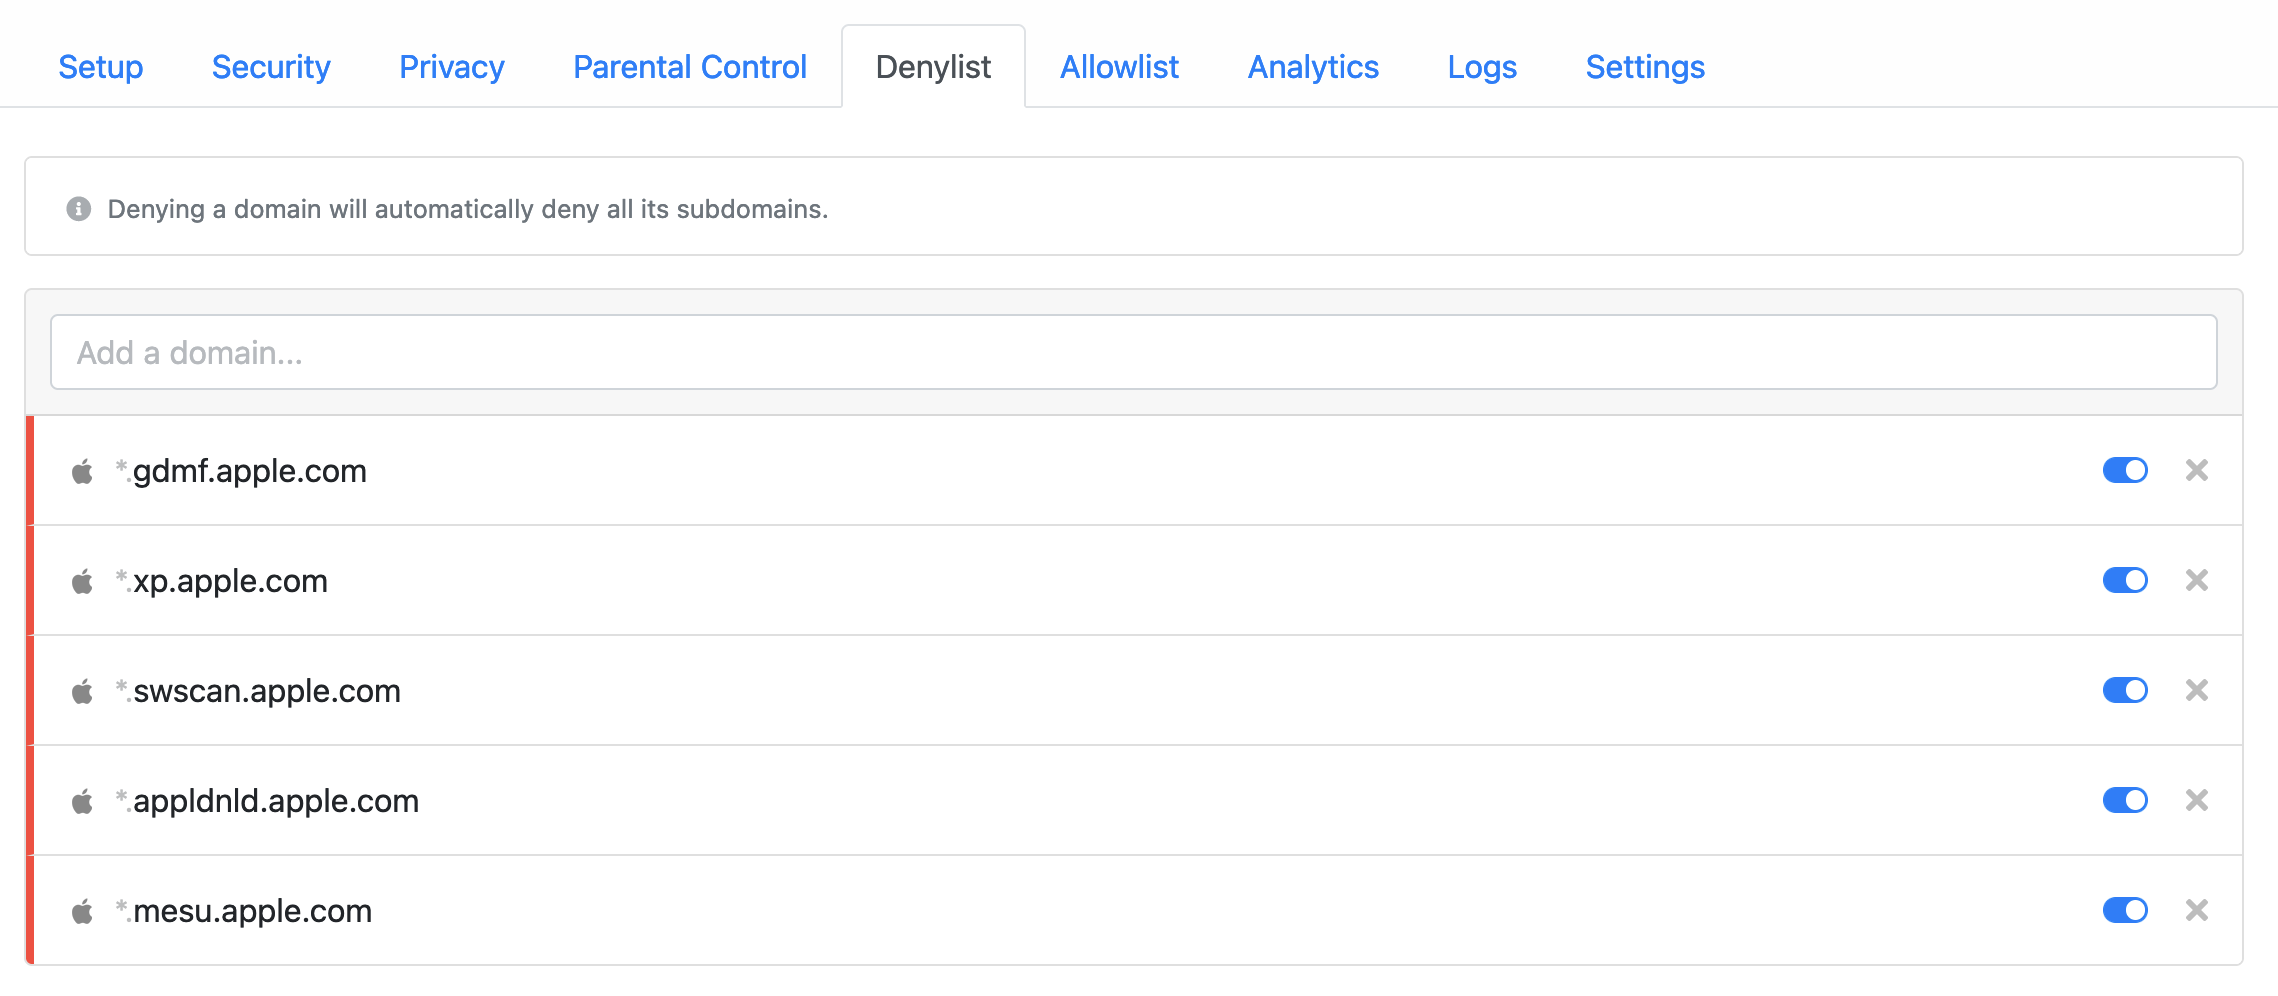 Setup Security Privacy Parental Control Denylist Allowlist Analytics Logs Settings
Denying a domain will automatically deny all its subdomains.
Add a domain...
*.gdmf.apple.com
*.xp.apple.com
*.swscan.apple.com
*.appldnld.apple.com
*.mesu.apple.com